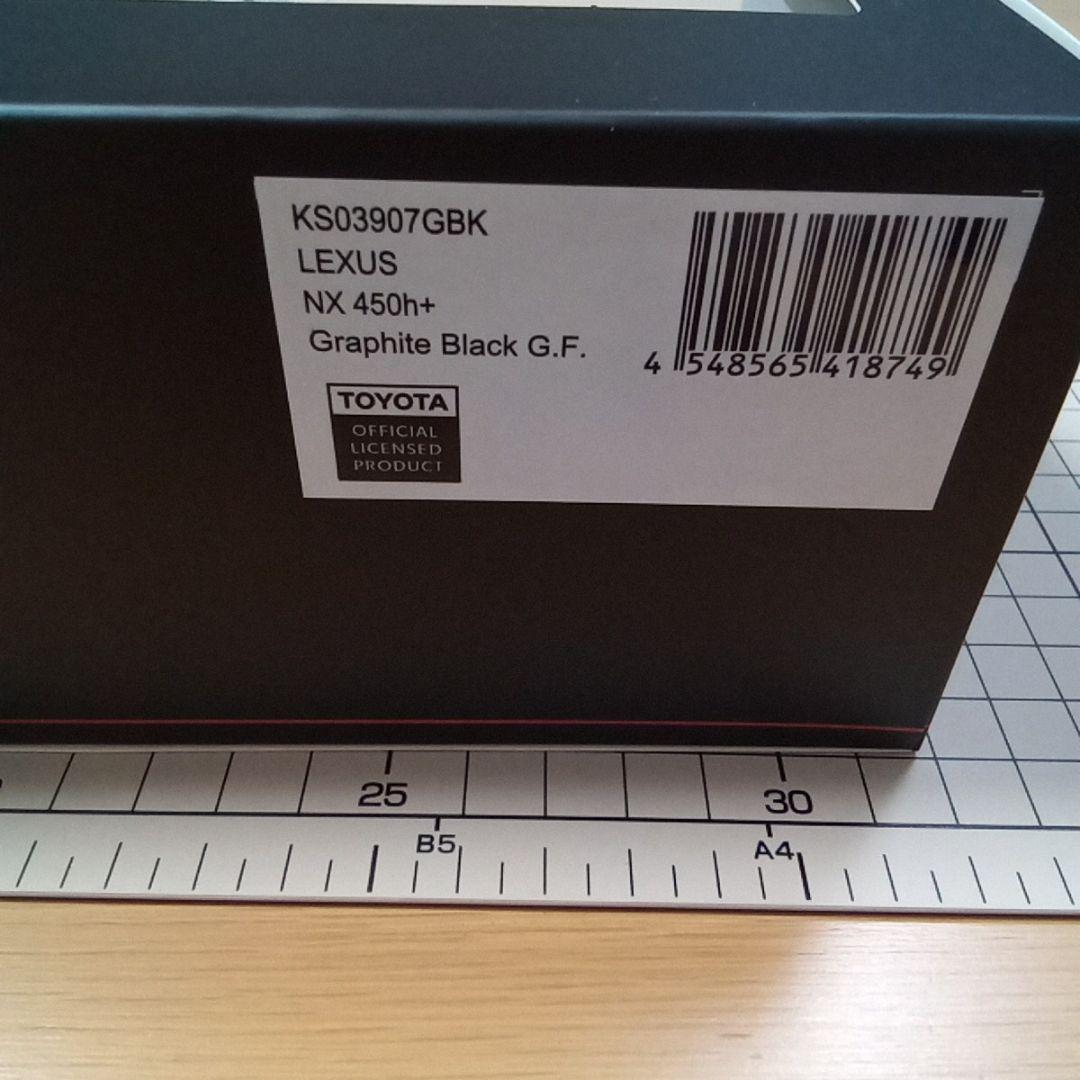 KS03907GBK
LEXUS
NX 450h+
Graphite Black G.F.
4 548565 418749
TOYOTA
OFFICIAL
LICENSED
PRODUCT
25
30
B5
A4